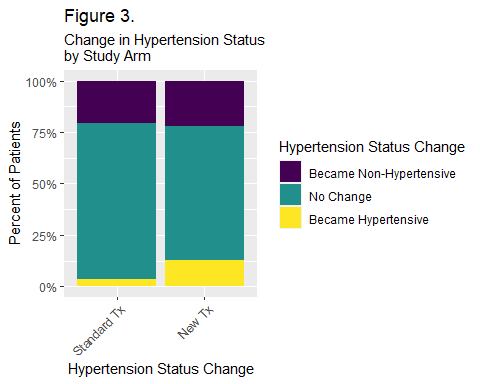 Figure 3.
Change in Hypertension Status
by Study Arm
100%
75%
50%
25%
0%
Percent of Patients
Standard Tx
New Tx
Hypertension Status Change
Hypertension Status Change
Became Non-Hypertensive
No Change
Became Hypertensive